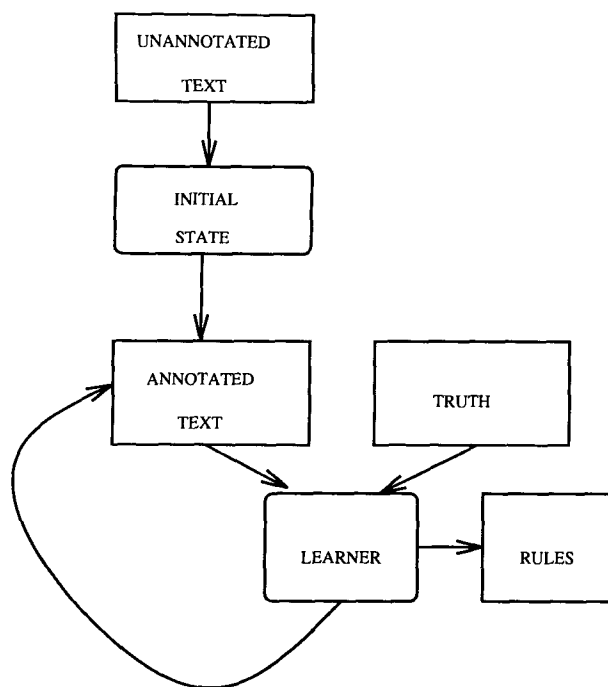 UNANNOTATED
TEXT
INITIAL
STATE
ANNOTATED
TEXT
TRUTH
LEARNER
RULES